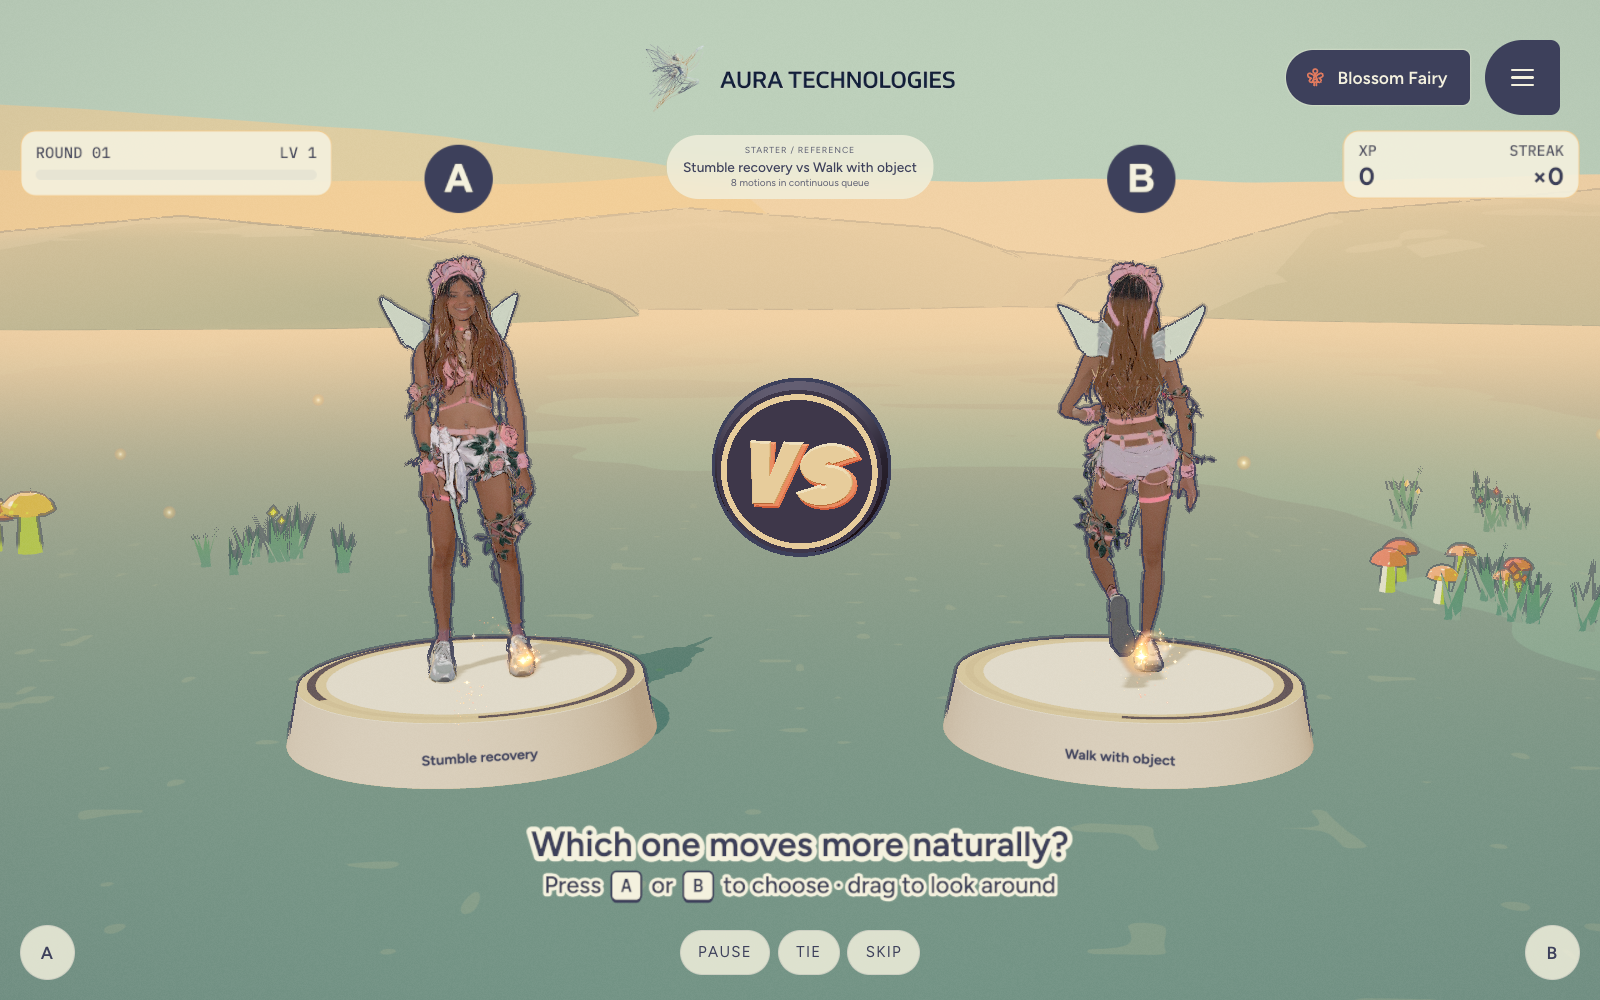 AURA TECHNOLOGIES
Blossom Fairy
ROUND 01
LV 1
A
STARTER / REFERENCE
Stumble recovery vs Walk with object
8 motions in continuous queue
B
XP
STREAK
0
×0
VS
Stumble recovery
Walk with object
Which one moves more naturally?
Press A or B to choose • drag to look around
A
PAUSE
TIE
SKIP
B